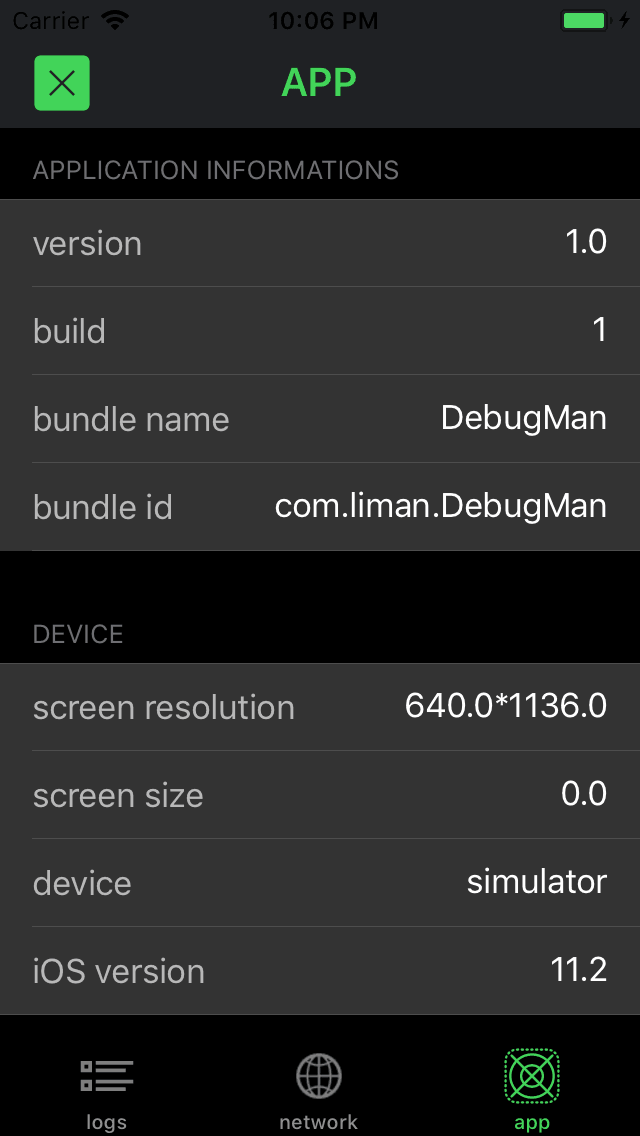 Carrier 10:06 PM
APP
APPLICATION INFORMATIONS
version 1.0
build 1
bundle name DebugMan
bundle id com.liman.DebugMan
DEVICE
screen resolution 640.0*1136.0
screen size 0.0
device simulator
iOS version 11.2
logs network app